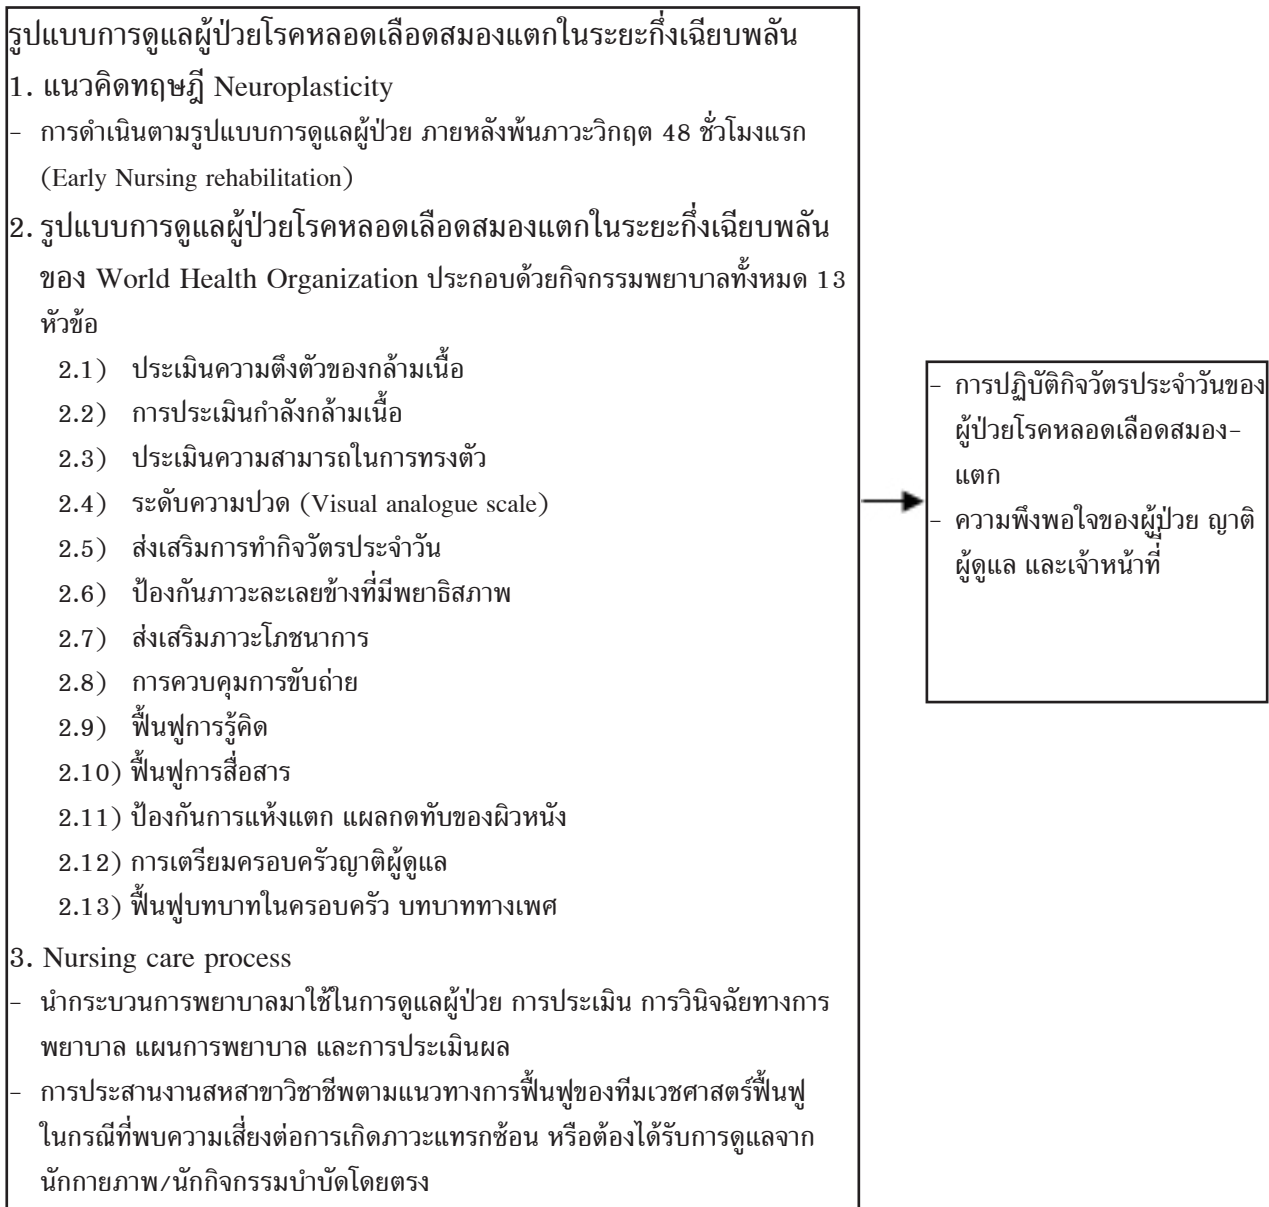 รูปแบบการดูแลผู้ป่วยโรคหลอดเลือดสมองแตกในระยะกึ่งเฉียบพลัน
1. แนวคิดทฤษฎี Neuroplasticity
- การดำเนินตามรูปแบบการดูแลผู้ป่วย ภายหลังพ้นภาวะวิกฤต 48 ชั่วโมงแรก
(Early Nursing rehabilitation)
2. รูปแบบการดูแลผู้ป่วยโรคหลอดเลือดสมองแตกในระยะกึ่งเฉียบพลัน
ของ World Health Organization ประกอบด้วยกิจกรรมพยาบาลทั้งหมด 13
หัวข้อ
2.1) ประเมินความตึงตัวของกล้ามเนื้อ
2.2) การประเมินกำลังกล้ามเนื้อ
2.3) ประเมินความสามารถในการทรงตัว
2.4) ระดับความปวด (Visual analogue scale)
2.5) ส่งเสริมการทำกิจวัตรประจำวัน
2.6) ป้องกันภาวะละเลยข้างที่มีพยาธิสภาพ
2.7) ส่งเสริมภาวะโภชนาการ
2.8) การควบคุมการขับถ่าย
2.9) ฟื้นฟูการรู้คิด
2.10) ฟื้นฟูการสื่อสาร
2.11) ป้องกันการแห้งแตก แผลกดทับของผิวหนัง
2.12) การเตรียมครอบครัวญาติผู้ดูแล
2.13) ฟื้นฟูบทบาทในครอบครัว บทบาททางเพศ
3. Nursing care process
- นำกระบวนการพยาบาลมาใช้ในการดูแลผู้ป่วย การประเมิน การวินิจฉัยทางการ
พยาบาล แผนการพยาบาล และการประเมินผล
- การประสานงานสหสาขาวิชาชีพตามแนวทางการฟื้นฟูของทีมเวชศาสตร์ฟื้นฟู
ในกรณีที่พบความเสี่ยงต่อการเกิดภาวะแทรกซ้อน หรือต้องได้รับการดูแลจาก
นักกายภาพ/นักกิจกรรมบำบัดโดยตรง
- การปฏิบัติกิจวัตรประจำวันของ
ผู้ป่วยโรคหลอดเลือดสมอง-
แตก
- ความพึงพอใจของผู้ป่วย ญาติ
ผู้ดูแล และเจ้าหน้าที่